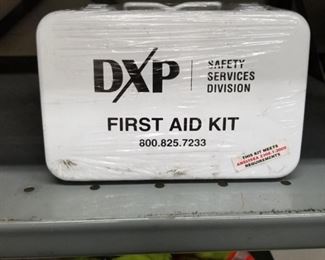 DXP
SAFETY
SERVICES
DIVISION
FIRST AID KIT
800.825.7233
THIS KIT MEETS
REQUIREMENTS